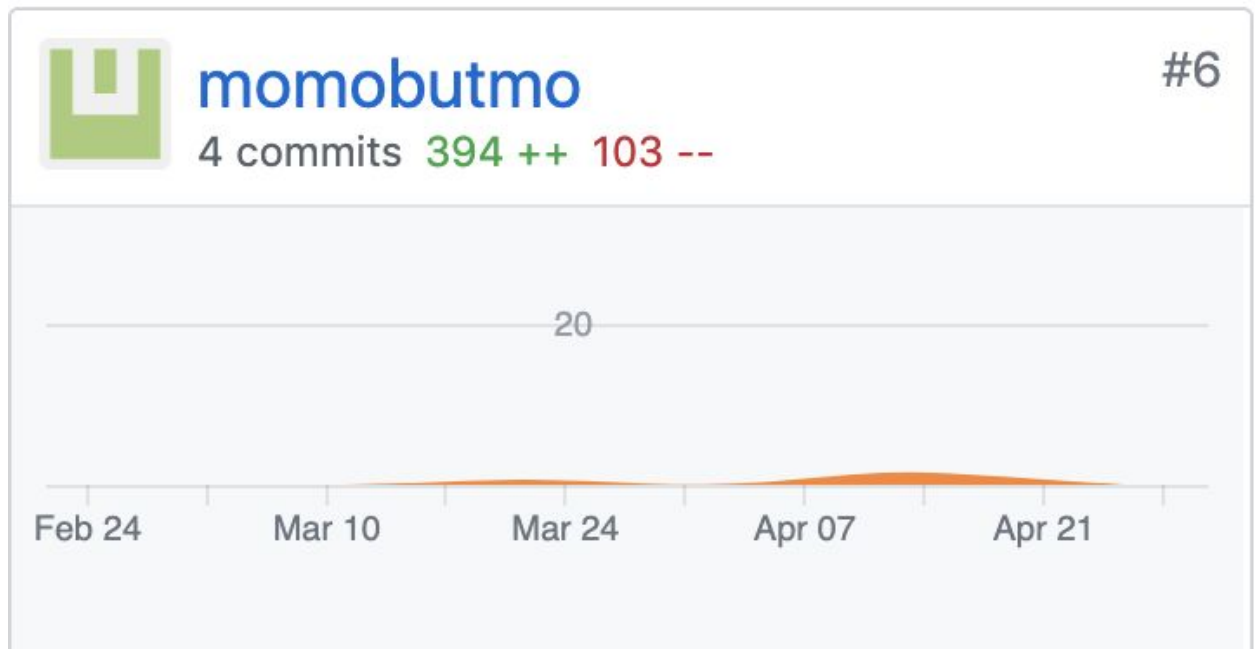 momobutmo
#6
4 commits 394 ++ 103 --
20
Feb 24 Mar 10 Mar 24 Apr 07 Apr 21